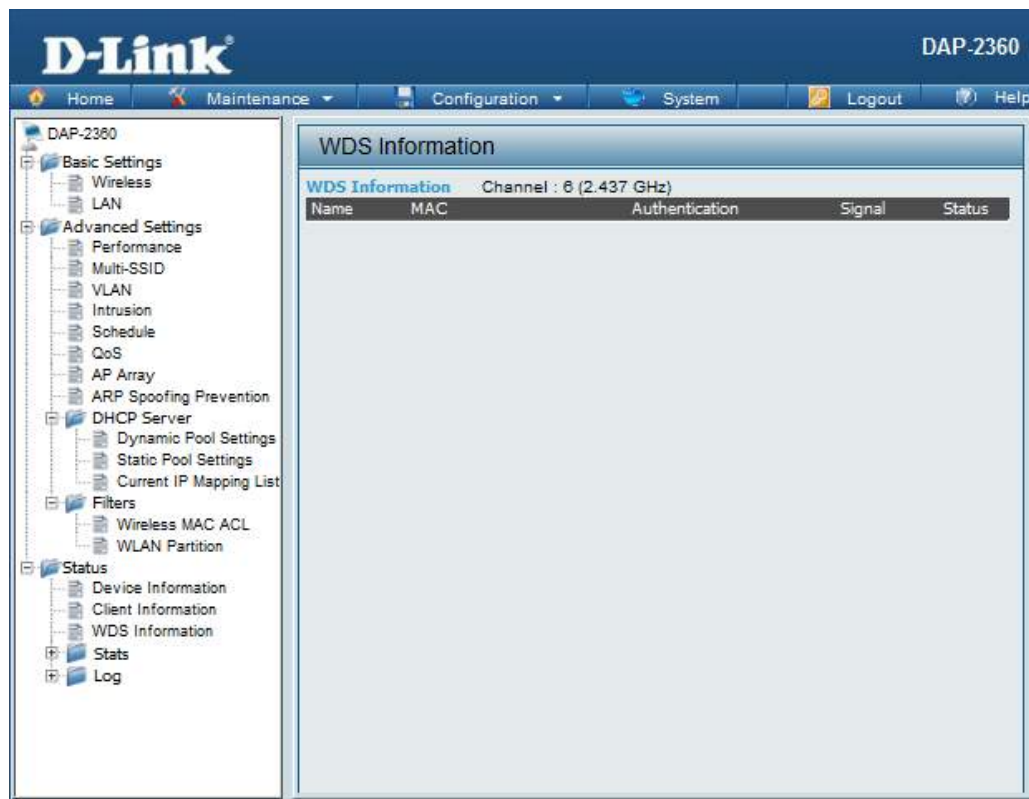 D-Link
DAP-2360
Home Maintenance Configuration System Logout Help
DAP-2360
Basic Settings
Wireless
LAN
Advanced Settings
Performance
Multi-SSID
VLAN
Intrusion
Schedule
QoS
AP Array
ARP Spoofing Prevention
DHCP Server
Dynamic Pool Settings
Static Pool Settings
Current IP Mapping List
Filters
Wireless MAC ACL
WLAN Partition
Status
Device Information
Client Information
WDS Information
Stats
Log
WDS Information
WDS Information Channel : 6 (2.437 GHz)
Name MAC Authentication Signal Status